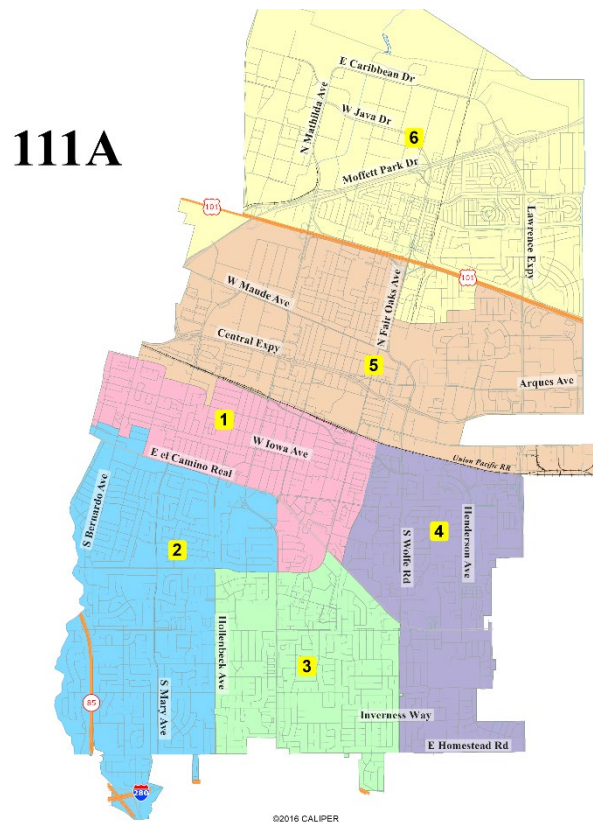 E Caribbean Dr
N Mathilda Ave
W Java Dr
111A
6
Moffett Park Dr
Lawrence Expy
101
W Maude Ave
N Fair Oaks Ave
101
Central Expy
5
Arques Ave
1
W Iowa Ave
E el Camino Real
Union Pacific RR
S Bernardo Ave
2
4
S Wolfe Rd
Henderson Ave
Hollenbeck Ave
3
S Mary Ave
85
Inverness Way
E Homestead Rd
280
©2016 CALIPER